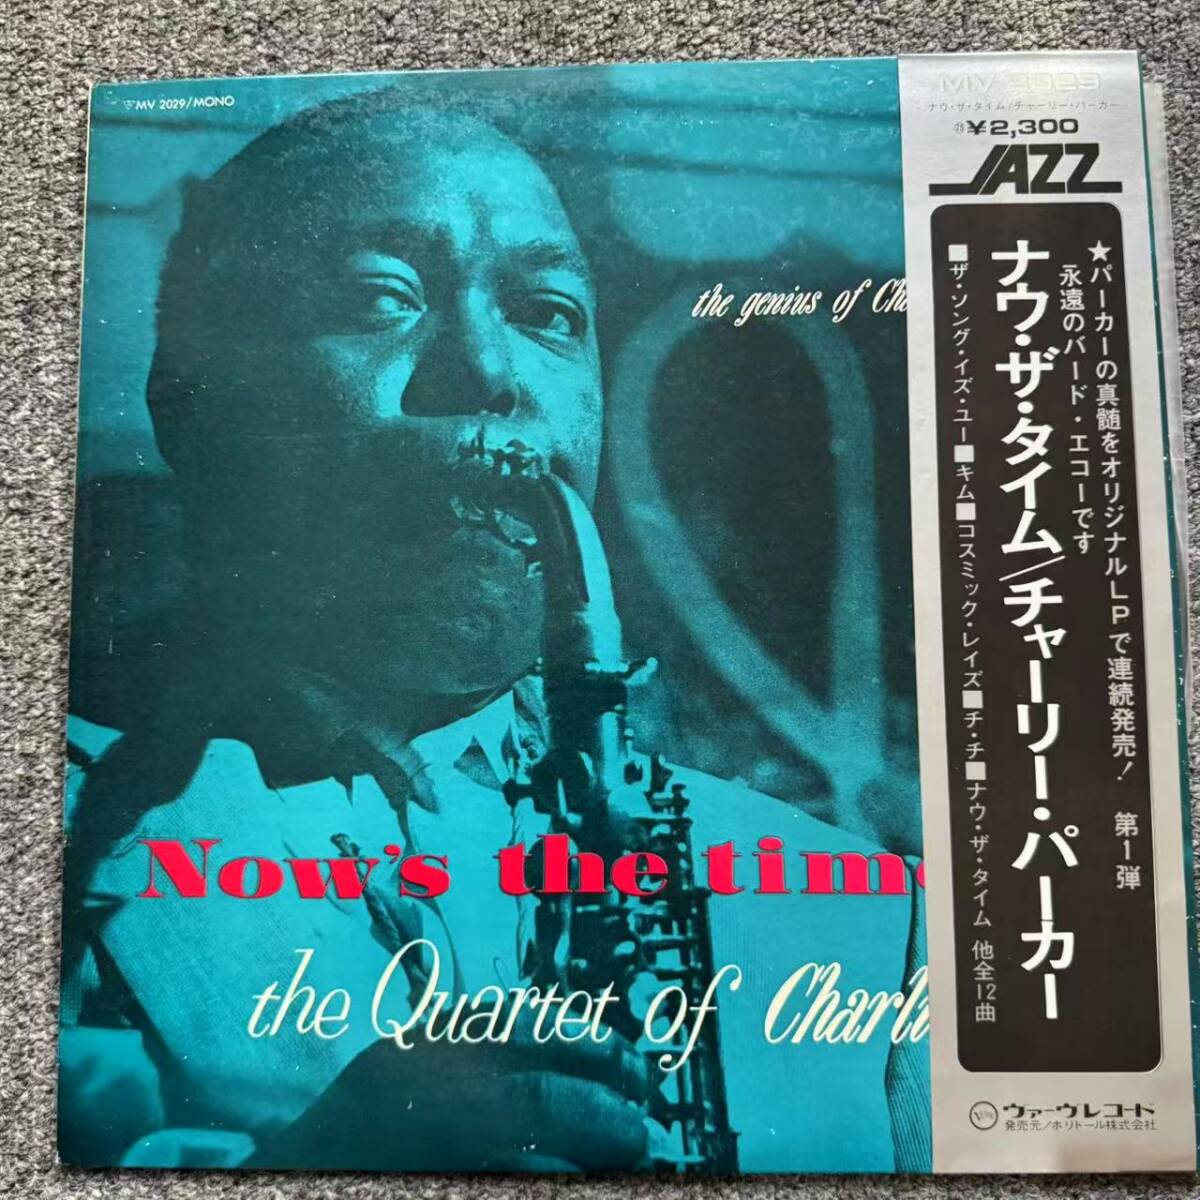 MV 2029/MONO
the genius of Cha
Now's the time
the Quartet of Charli
MV 2029
ナウ・ザ・タイム/チャーリー・パーカー
¥2,300
JAZZ
★パーカーの真髄をオリジナルLPで連続発売! 第1弾
永遠のバード・エコーです
ナウ・ザ・タイム/チャーリー・パーカー
■ザ・ソング・イズ・ユー■キム■コスミック・レイズ■チ・チ■ナウ・ザ・タイム 他全12曲
ヴァーヴレコード
発売元/ポリドール株式会社